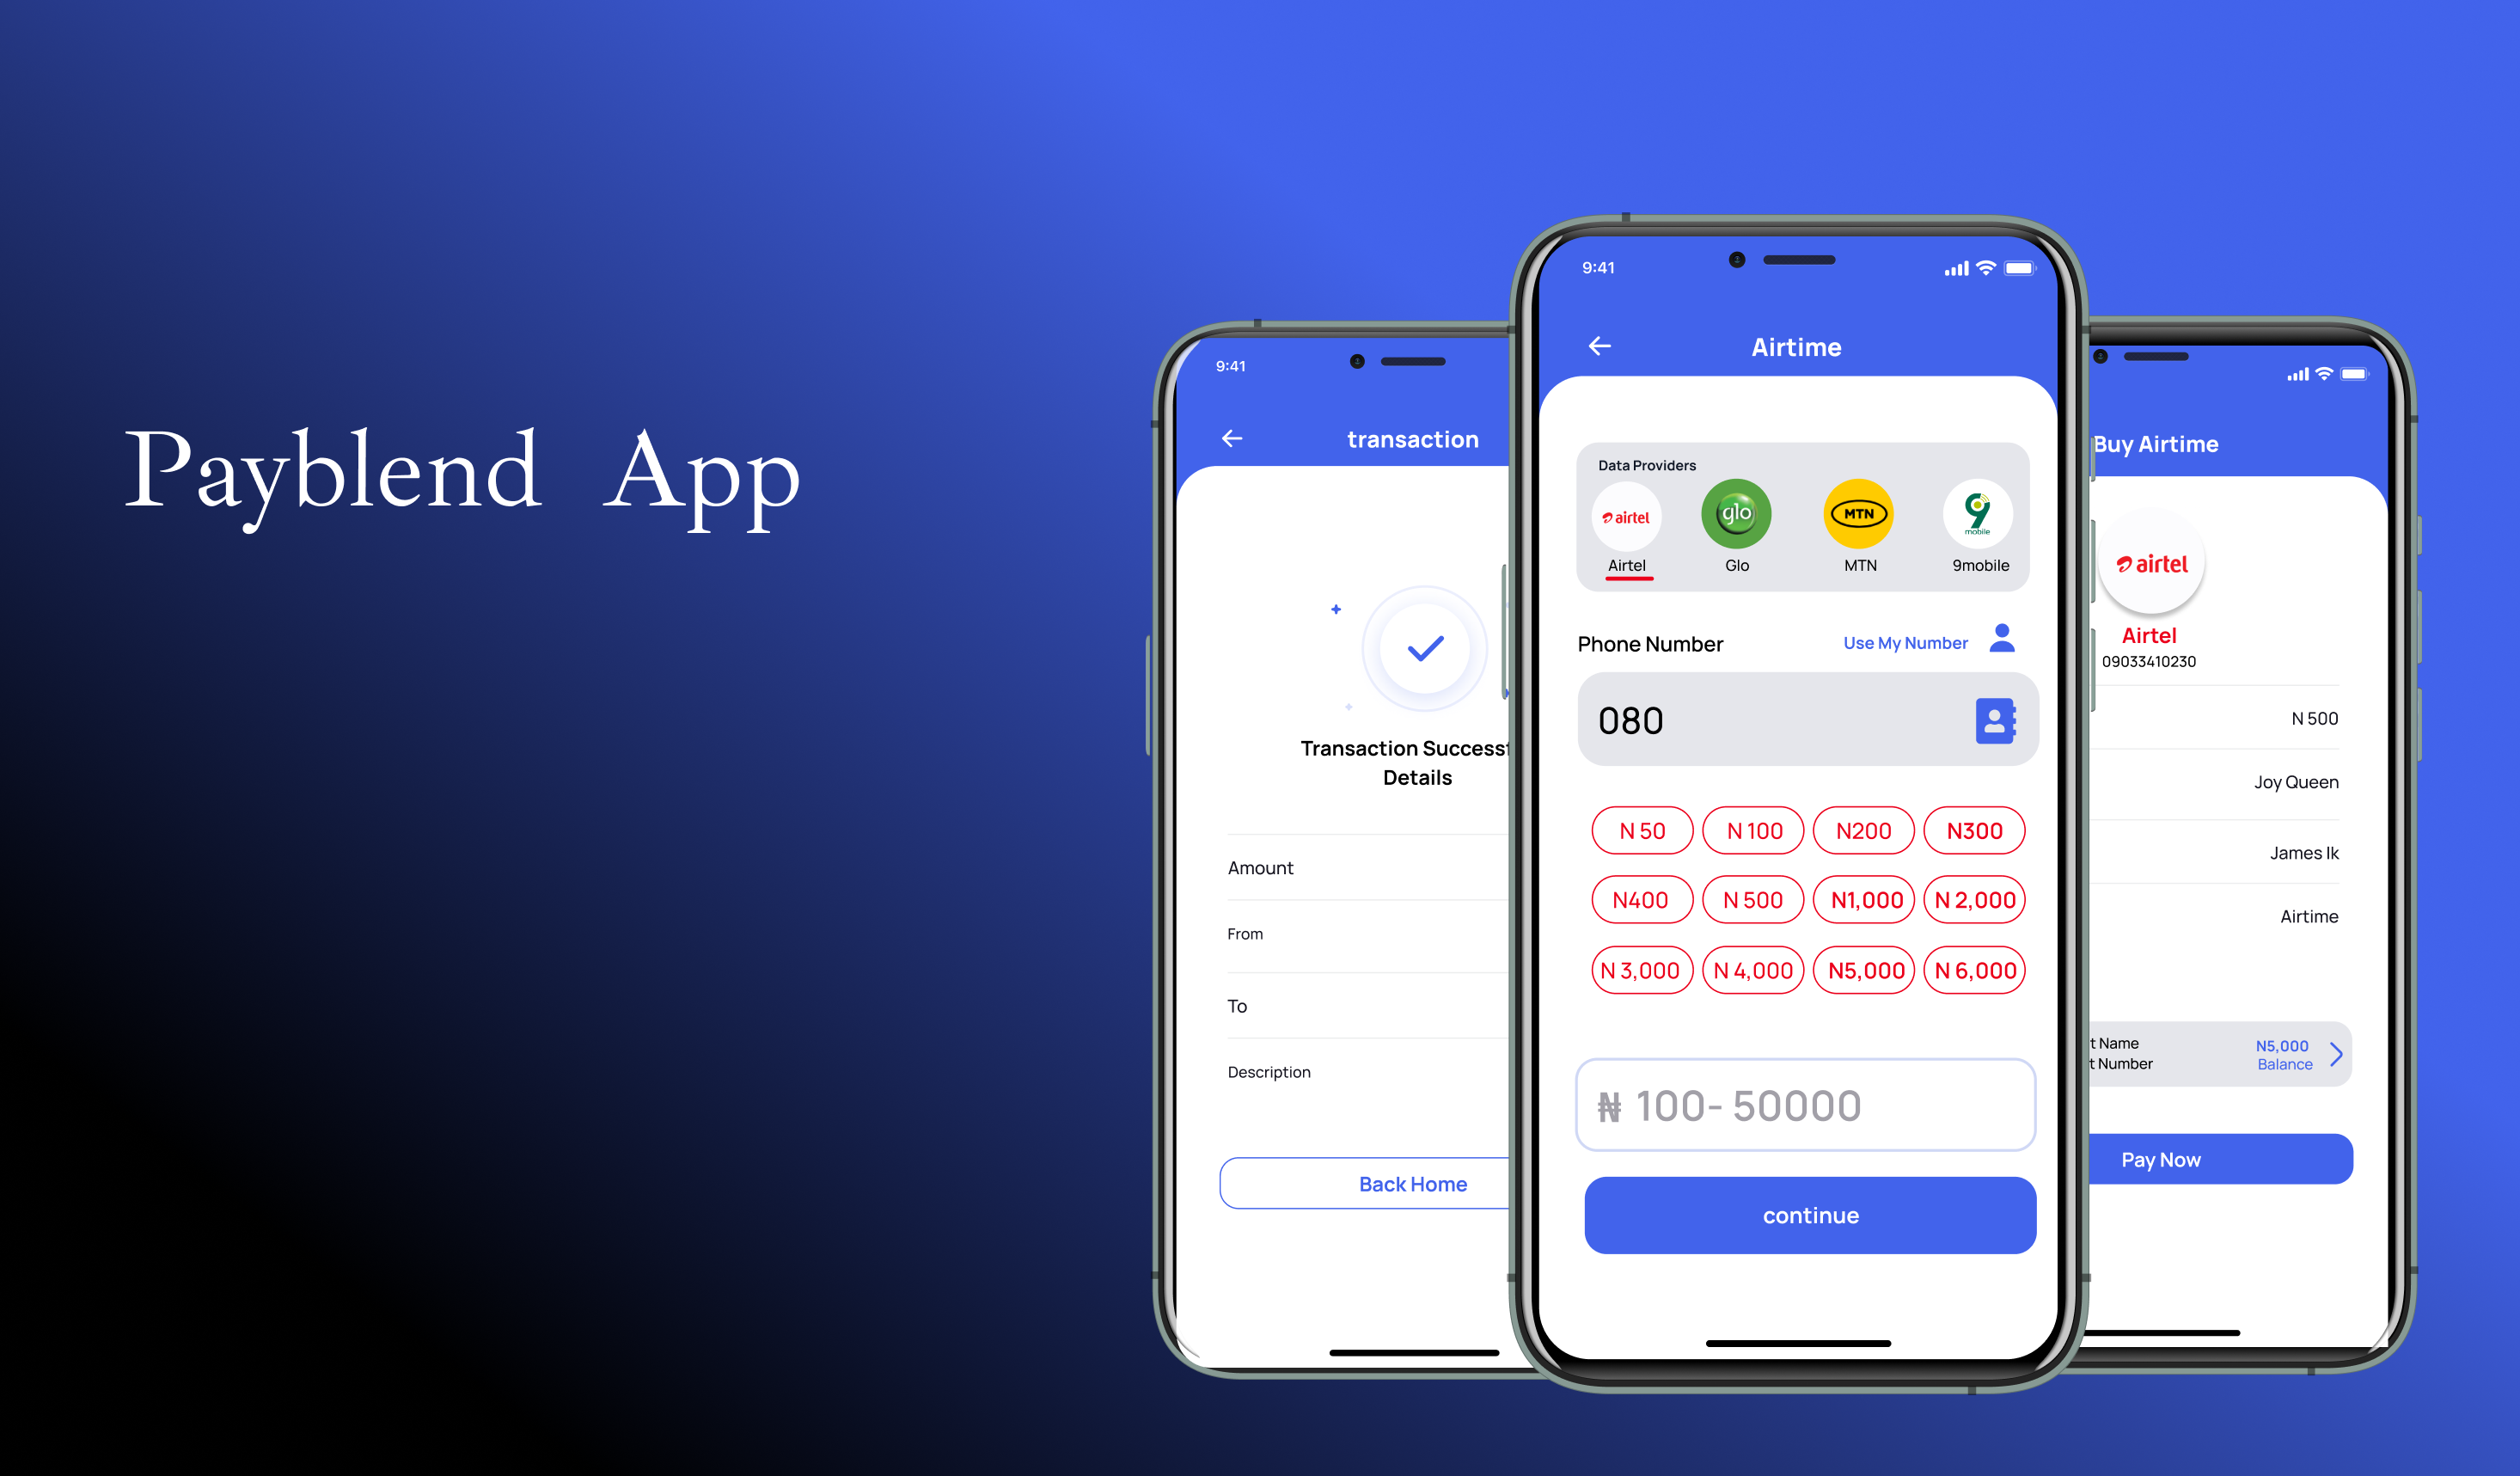 Payblend App
9:41
transaction
Transaction Successf
Details
Amount
From
To
Description
Back Home
9:41
Airtime
Data Providers
airtel
glo
MTN
9
mobile
Airtel
Glo
MTN
9mobile
Phone Number
Use My Number
080
N 50
N 100
N200
N300
N400
N 500
N1,000
N 2,000
N 3,000
N 4,000
N5,000
N 6,000
₦ 100- 50000
continue
Buy Airtime
airtel
Airtel
09033410230
N 500
Joy Queen
James Ik
Airtime
t Name
t Number
N5,000
Balance
Pay Now